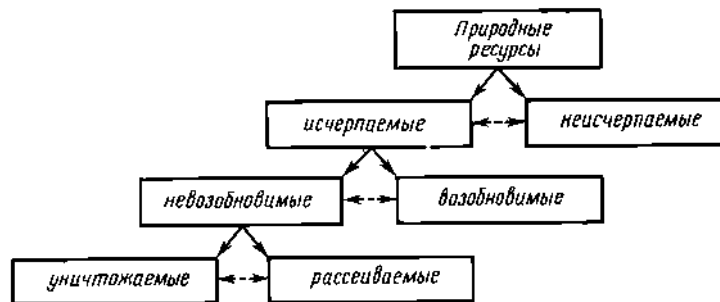 Природные
ресурсы
исчерпаемые
неисчерпаемые
невозобновимые
возобновимые
уничтожаемые
рассеиваемые